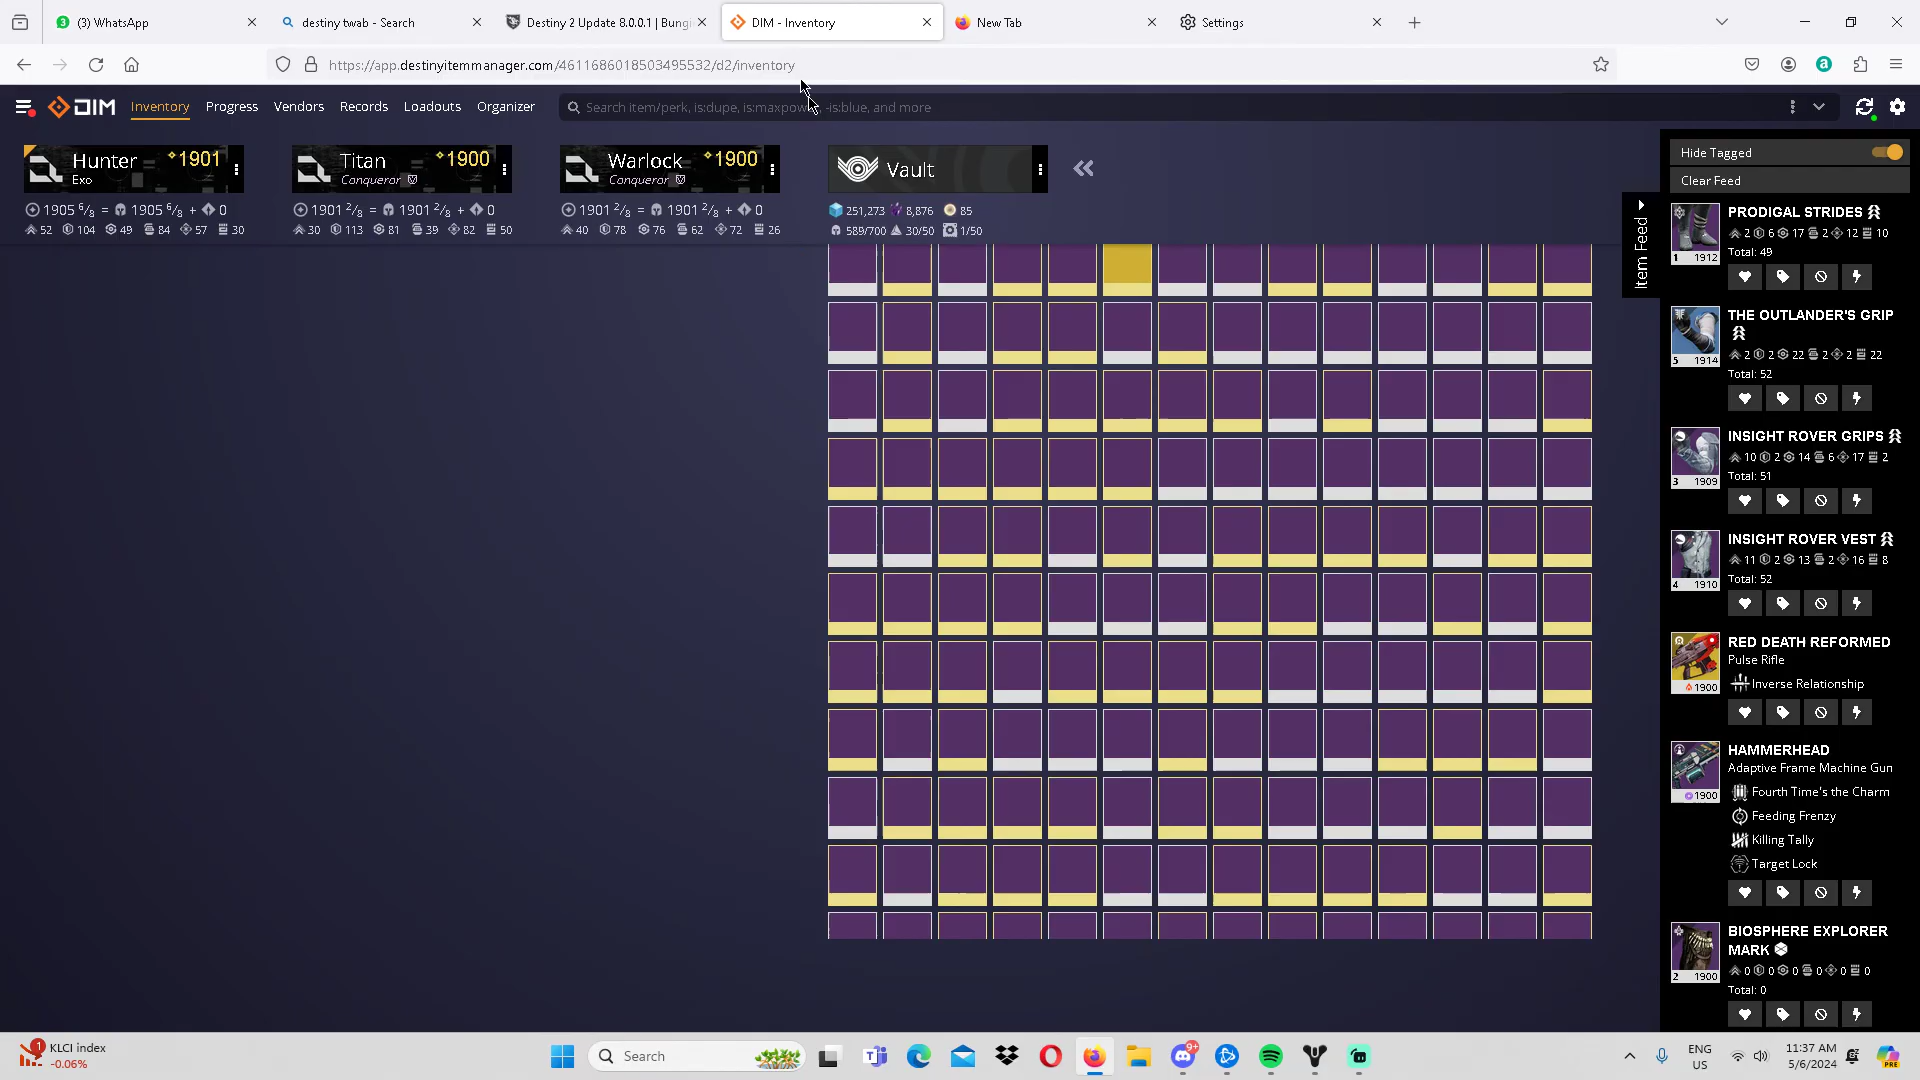 (3) WhatsApp
destiny twab - Search
Destiny 2 Update 8.0.0.1 | Bungi
DIM - Inventory
New Tab
Settings
https://app.destinyitemmanager.com/4611686018503495532/d2/inventory
DIM Inventory Progress Vendors Records Loadouts Organizer
Search item/perk, is:dupe, is:maxpow -is:blue, and more
Hunter 1901
Exo
1905 6/8 = 1905 6/8 + 0
52 104 49 84 57 30
Titan 1900
Conqueror
1901 2/8 = 1901 2/8 + 0
30 113 81 39 82 50
Warlock 1900
Conqueror
1901 2/8 = 1901 2/8 + 0
40 78 76 62 72 26
Vault
251,273 8,876 85
589/700 30/50 1/50
Item Feed
Hide Tagged
Clear Feed
PRODIGAL STRIDES
2 6 17 2 12 10
Total: 49
1 1912
THE OUTLANDER'S GRIP
2 2 22 2 2 22
Total: 52
5 1914
INSIGHT ROVER GRIPS
10 2 14 6 17 2
Total: 51
3 1909
INSIGHT ROVER VEST
11 2 13 2 16 8
Total: 52
4 1910
RED DEATH REFORMED
Pulse Rifle
Inverse Relationship
1900
HAMMERHEAD
Adaptive Frame Machine Gun
1900
Fourth Time's the Charm
Feeding Frenzy
Killing Tally
Target Lock
BIOSPHERE EXPLORER
MARK
0 0 0 0 0 0
Total: 0
2 1900
1
KLCI index
-0.06%
Search
9+
ENG
US
11:37 AM
5/6/2024
PRE